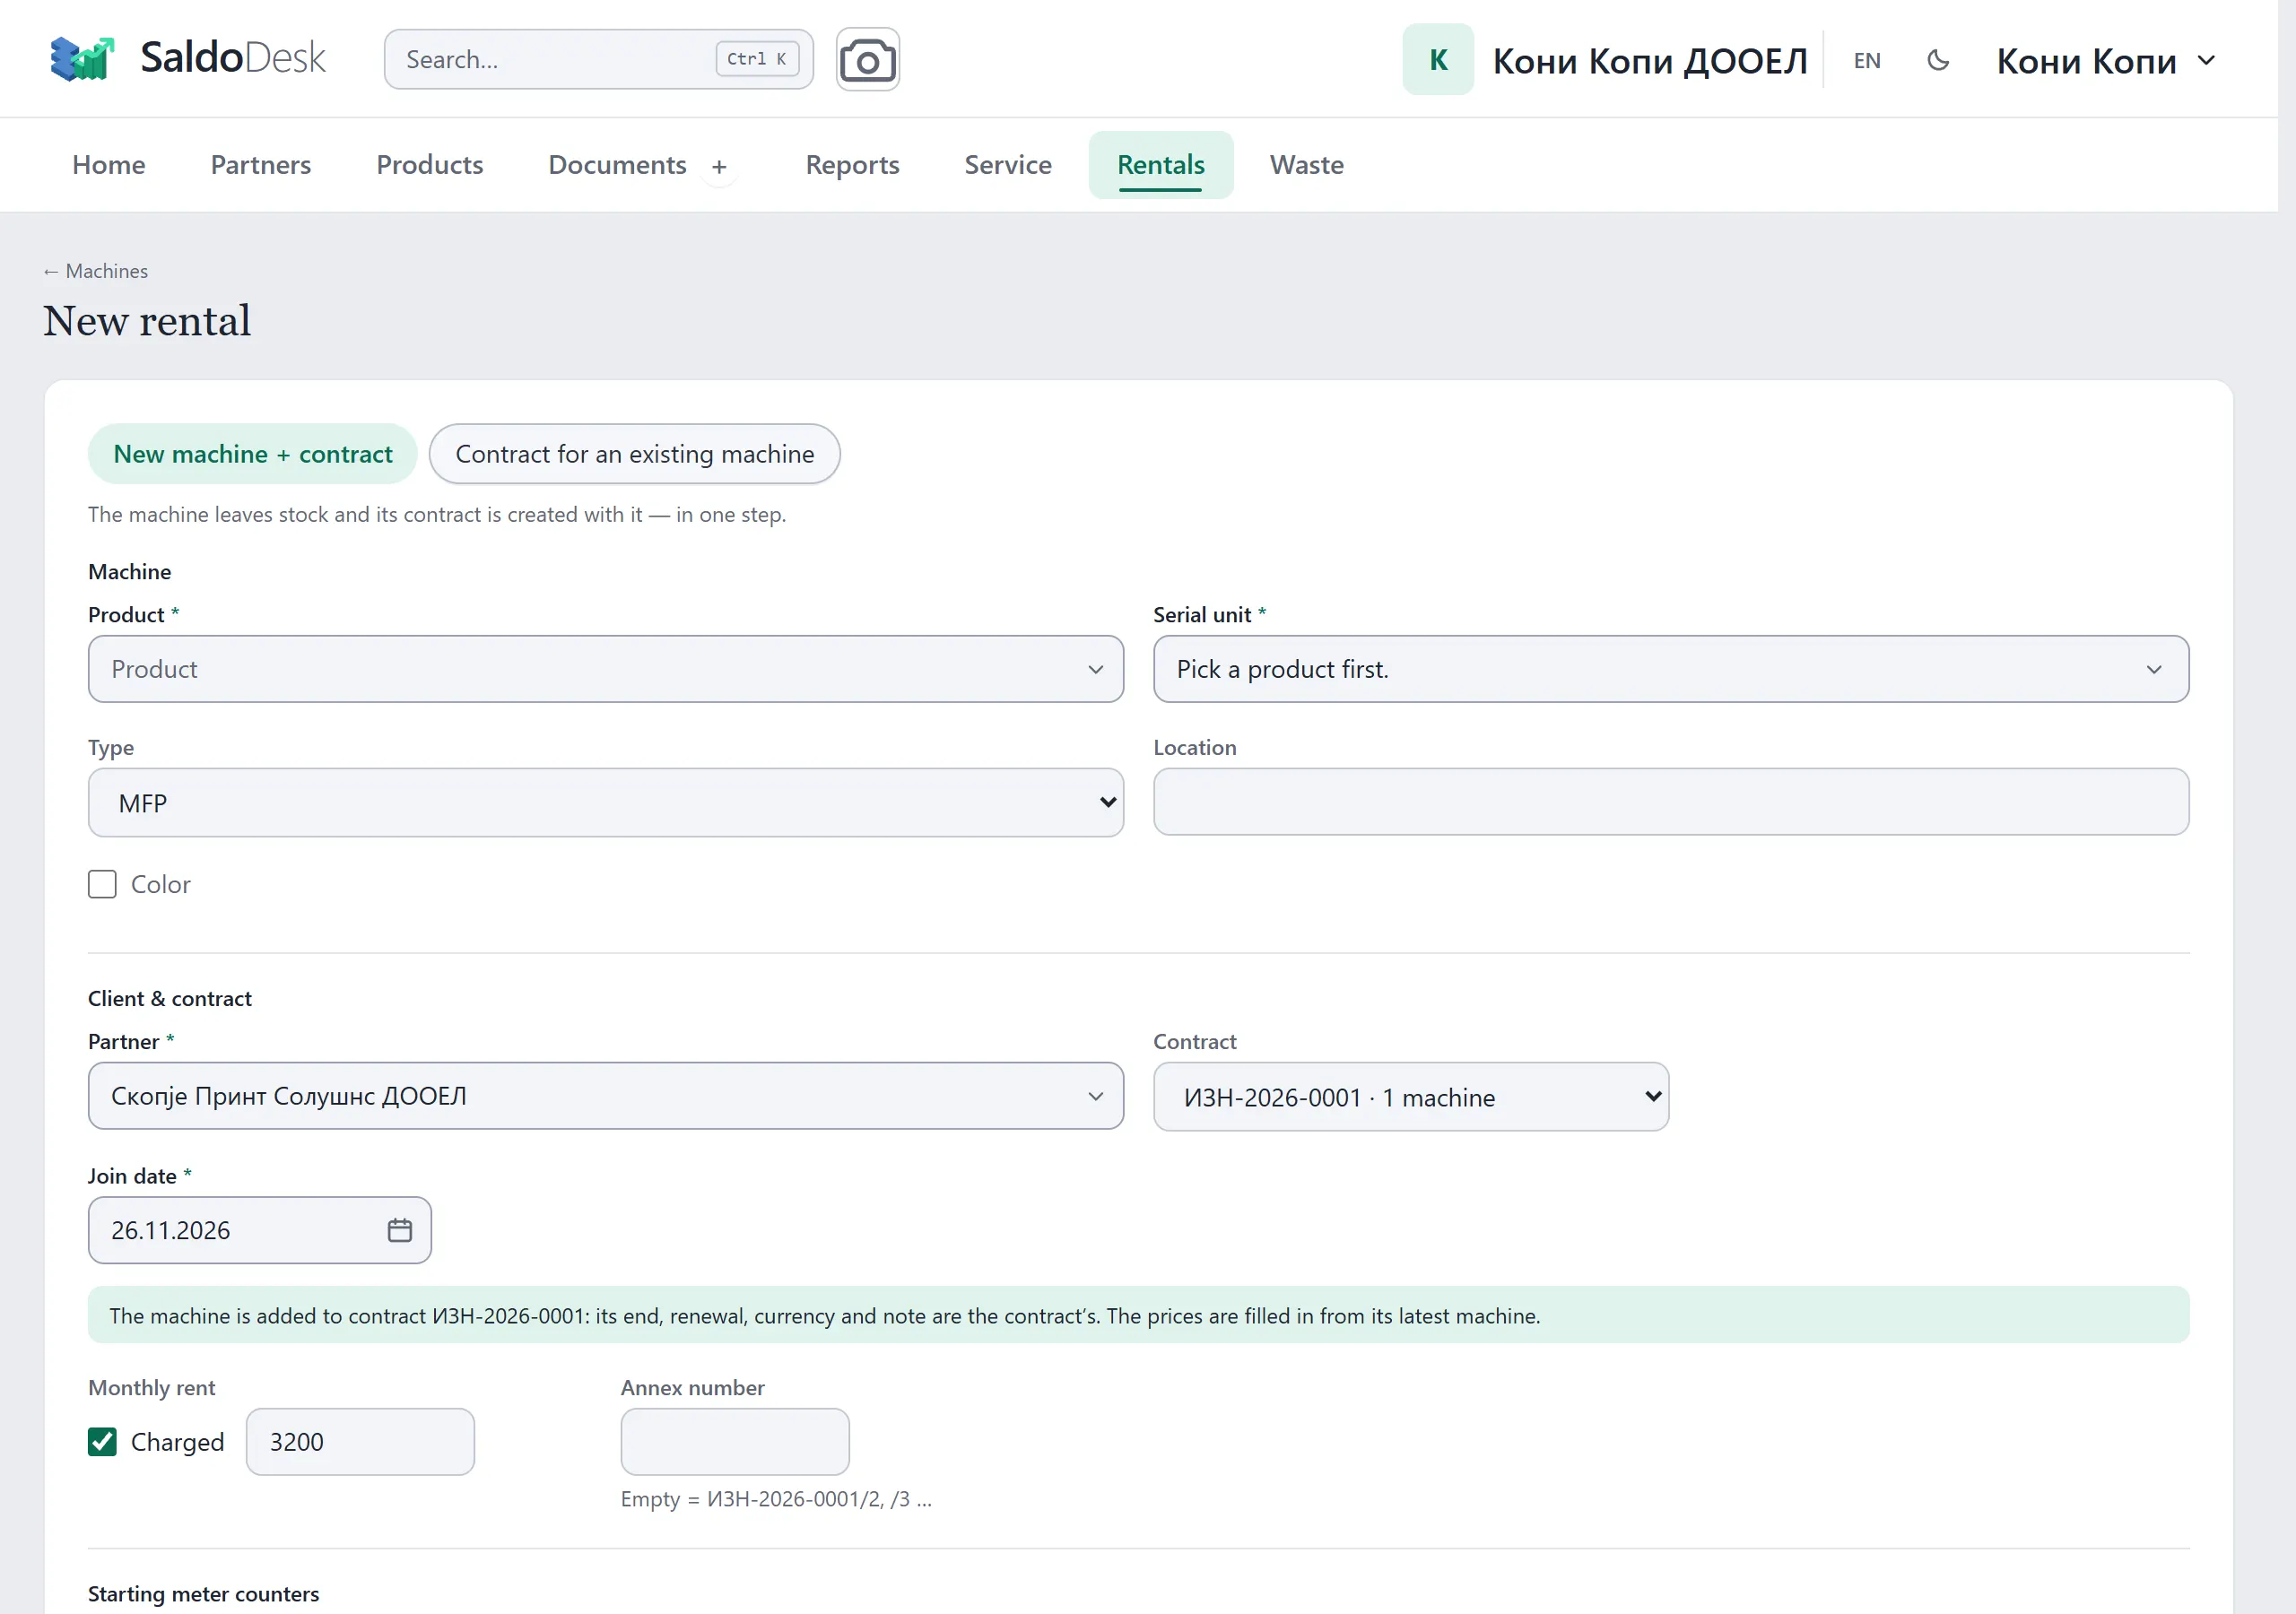 SaldoDesk
Search...
Ctrl K
K
Кони Копи ДООЕЛ
EN
Кони Копи
Home
Partners
Products
Documents +
Reports
Service
Rentals
Waste
← Machines
New rental
New machine + contract
Contract for an existing machine
The machine leaves stock and its contract is created with it — in one step.
Machine
Product *
Serial unit *
Product
Pick a product first.
Type
Location
MFP
Color
Client & contract
Partner *
Contract
Скопје Принт Солушнс ДООЕЛ
ИЗН-2026-0001 · 1 machine
Join date *
26.11.2026
The machine is added to contract ИЗН-2026-0001: its end, renewal, currency and note are the contract’s. The prices are filled in from its latest machine.
Monthly rent
Annex number
Charged
3200
Empty = ИЗН-2026-0001/2, /3 ...
Starting meter counters